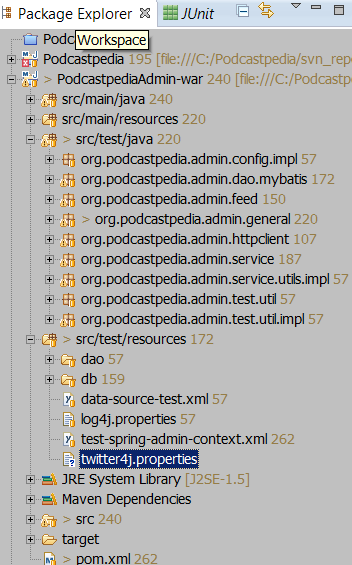 Package Explorer JUnit
Podc Workspace
Podcastpedia 195 [file:///C:/Podcastpedia/svn_rep
> PodcastpediaAdmin-war 240 [file:///C:/Podcastp
src/main/java 240
src/main/resources 220
> src/test/java 220
org.podcastpedia.admin.config.impl 57
org.podcastpedia.admin.dao.mybatis 172
org.podcastpedia.admin.feed 150
> org.podcastpedia.admin.general 220
org.podcastpedia.admin.httpclient 107
org.podcastpedia.admin.service 187
org.podcastpedia.admin.service.utils.impl 57
org.podcastpedia.admin.test.util 57
org.podcastpedia.admin.test.util.impl 57
> src/test/resources 172
dao 57
db 159
data-source-test.xml 57
log4j.properties 57
test-spring-admin-context.xml 262
twitter4j.properties
JRE System Library [J2SE-1.5]
Maven Dependencies
> src 240
target
> pom.xml 262